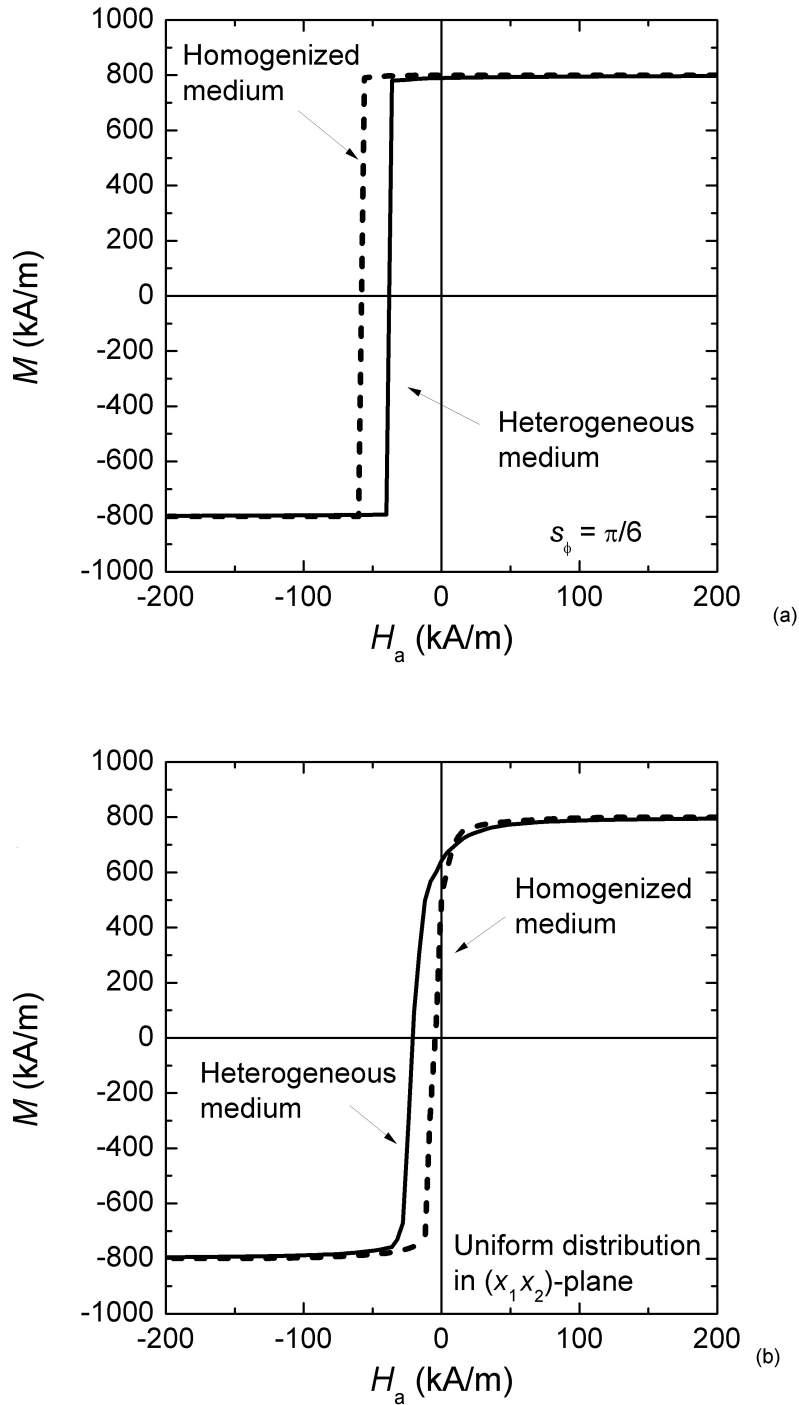 1000
800
600
400
200
0
-200
-400
-600
-800
-1000
M (kA/m)
Homogenized
medium
Heterogeneous
medium
sϕ = π/6
-200 -100 0 100 200
Ha (kA/m)
(a)
1000
800
600
400
200
0
-200
-400
-600
-800
-1000
M (kA/m)
Homogenized
medium
Heterogeneous
medium
Uniform distribution
in (x1x2)-plane
-200 -100 0 100 200
Ha (kA/m)
(b)